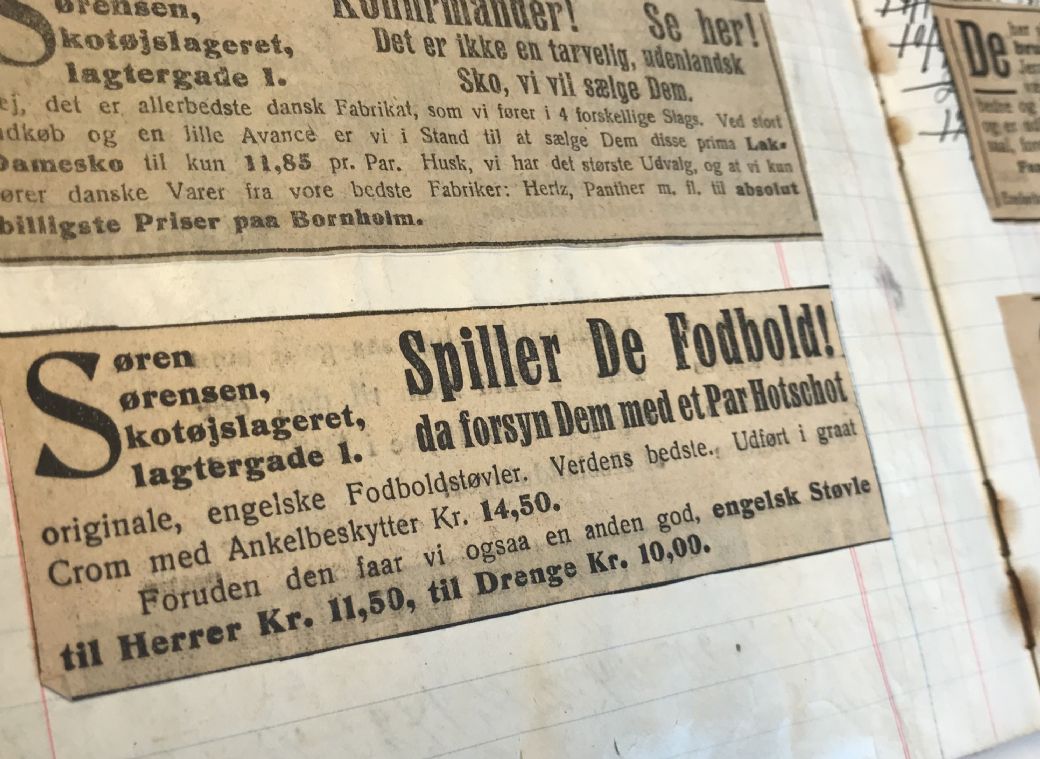 ørensen,
Skotøjslageret,
lagtergade 1.
Konfirmander! Se her!
Det er ikke en tarvelig, udenlandsk
Sko, vi vil sælge Dem.
ej, det er allerbedste dansk Fabrikat, som vi fører i 4 forskellige Slags. Ved stort
ndkøb og en lille Avance er vi i Stand til at sælge Dem disse prima Lak-
Damesko til kun 11,85 pr. Par. Husk, vi har det største Udvalg, og at vi kun
ører danske Varer fra vore bedste Fabriker: Hertz, Panther m. fl. til absolut
billigste Priser paa Bornholm.
Søren
ørensen,
kotøjslageret,
lagtergade 1.
Spiller De Fodbold!
da forsyn Dem med et Par Hotschot
originale, engelske Fodboldstøvler. Verdens bedste. Udført i graat
Crom med Ankelbeskytter Kr. 14,50.
Foruden den faar vi ogsaa en anden god, engelsk Støvle
til Herrer Kr. 11,50, til Drenge Kr. 10,00.
De
bedne og